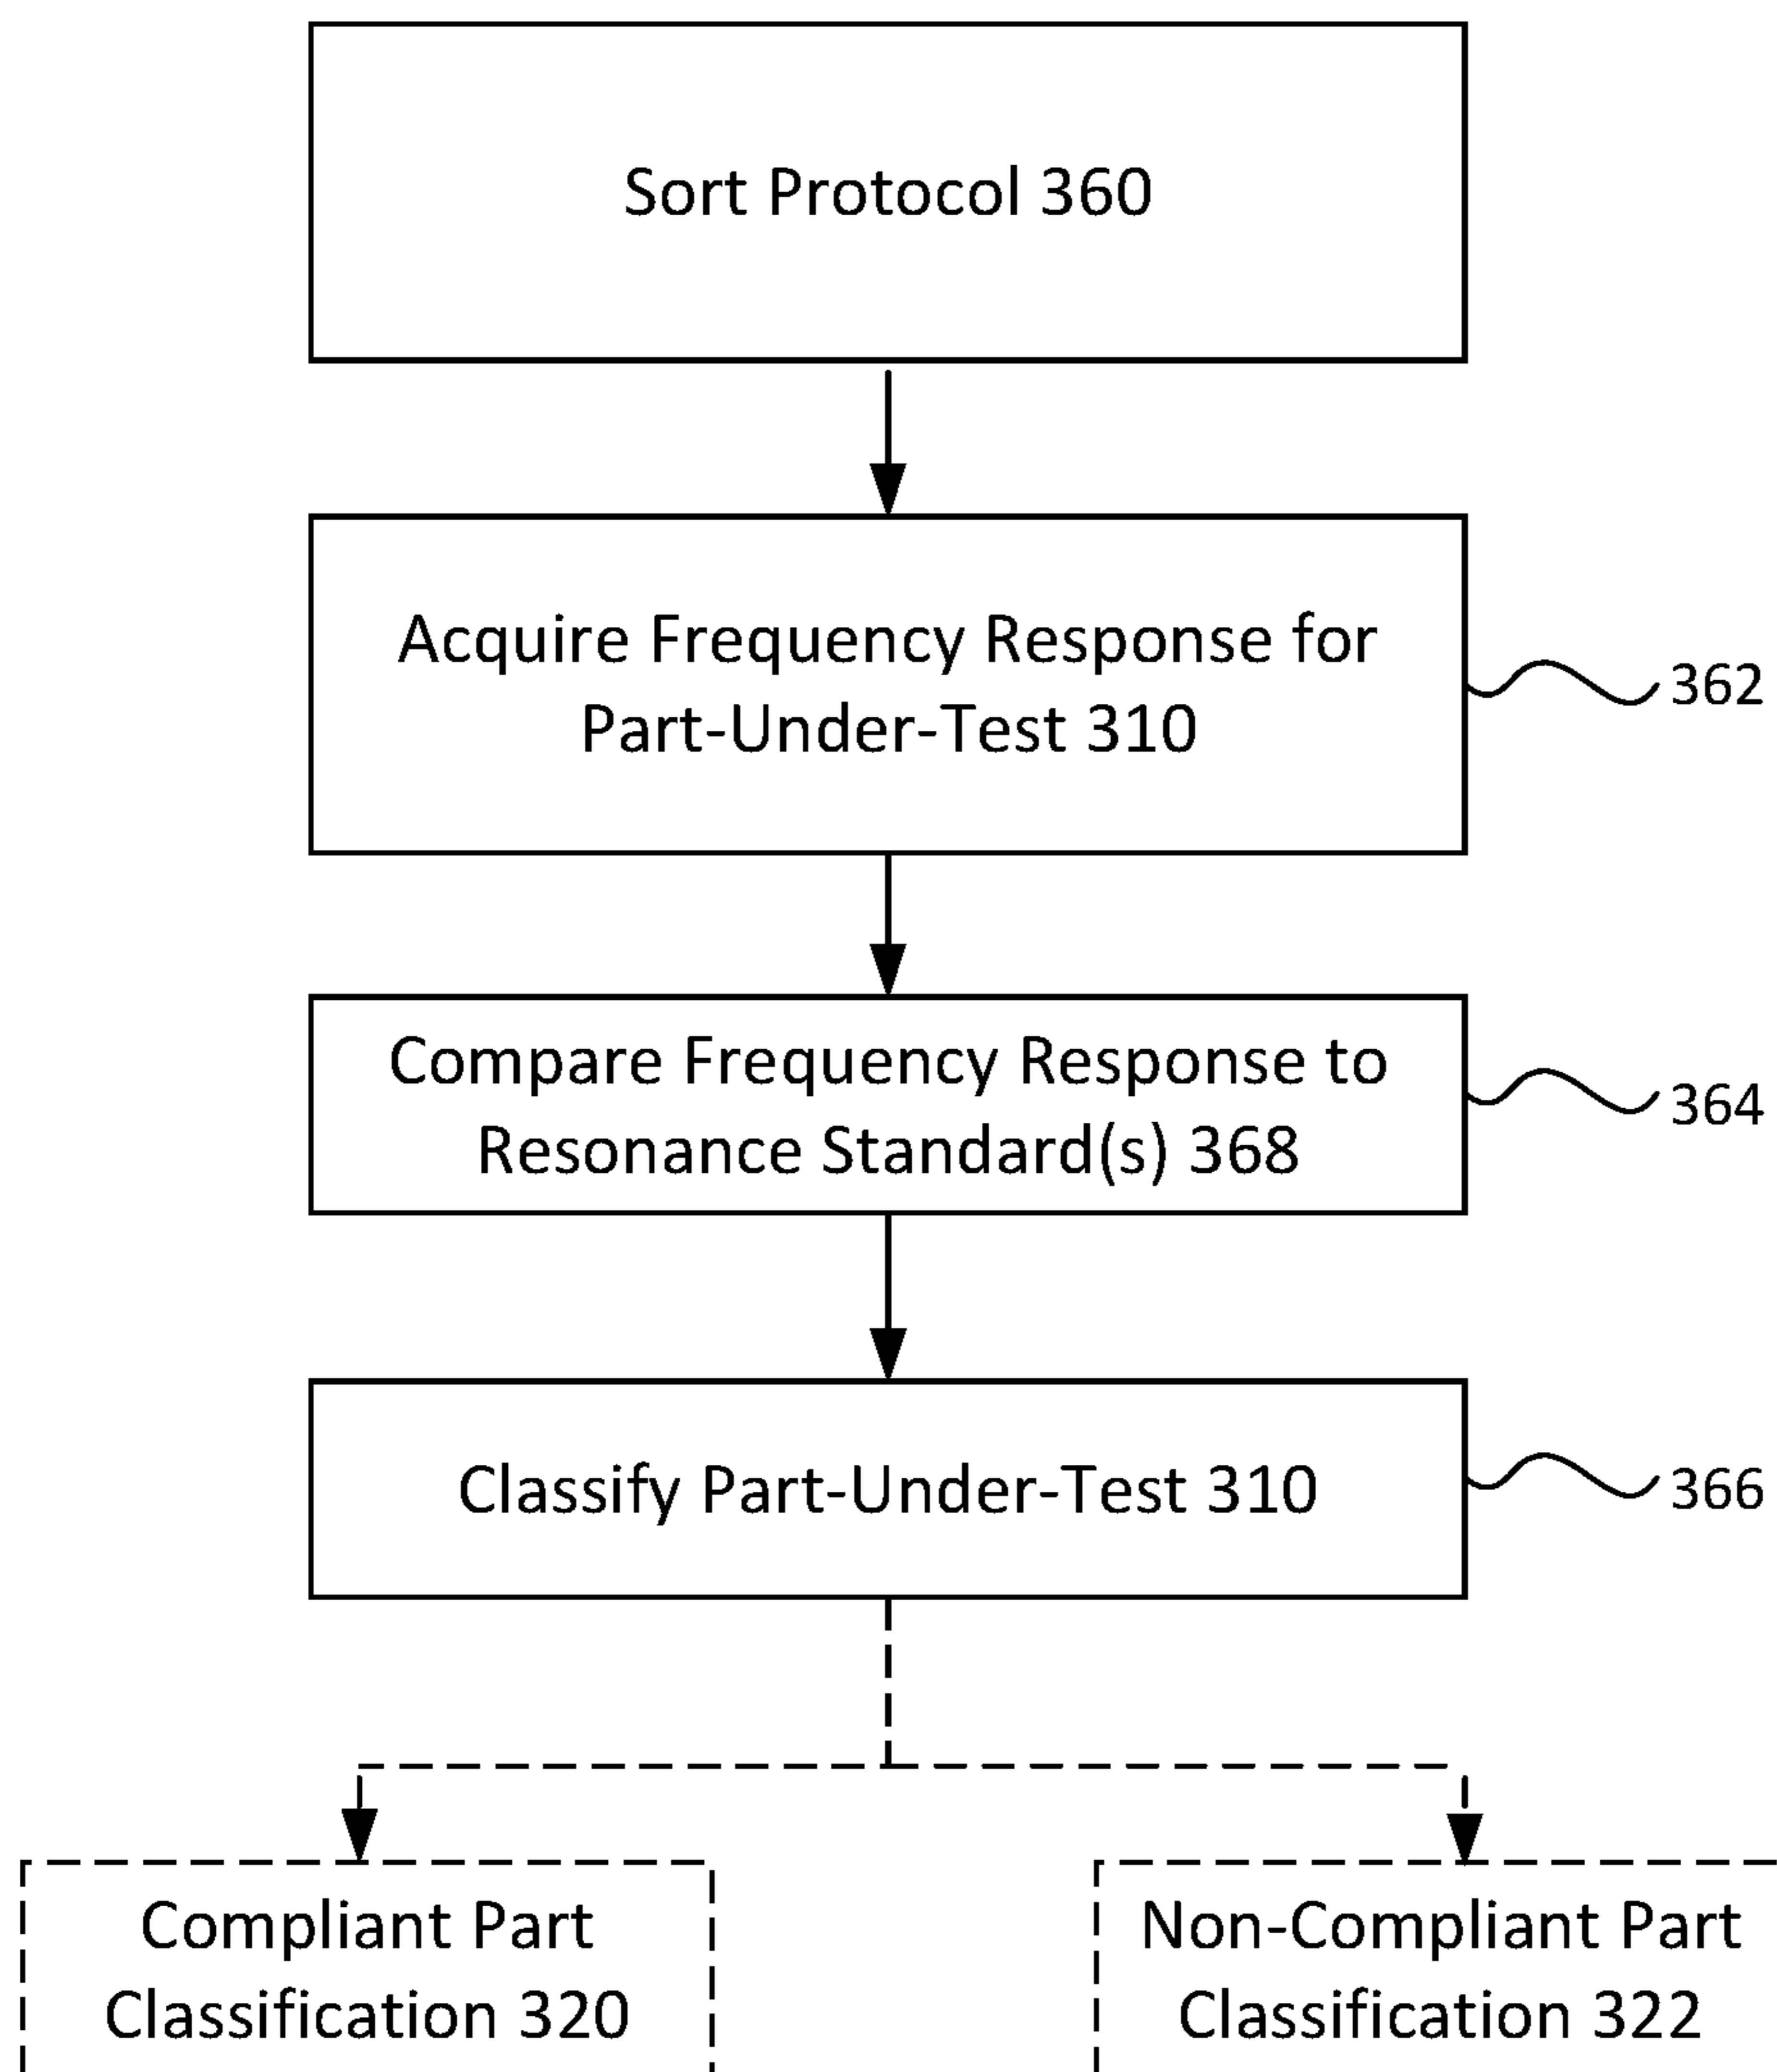 Sort Protocol 360
Acquire Frequency Response for
Part-Under-Test 310
362
Compare Frequency Response to
Resonance Standard(s) 368
364
Classify Part-Under-Test 310
366
Compliant Part
Classification 320
Non-Compliant Part
Classification 322